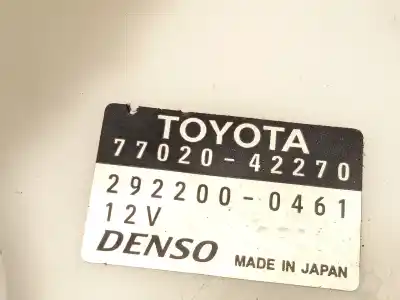 TOYOTA
77020-42270
292200-0461
12V
DENSO MADE IN JAPAN